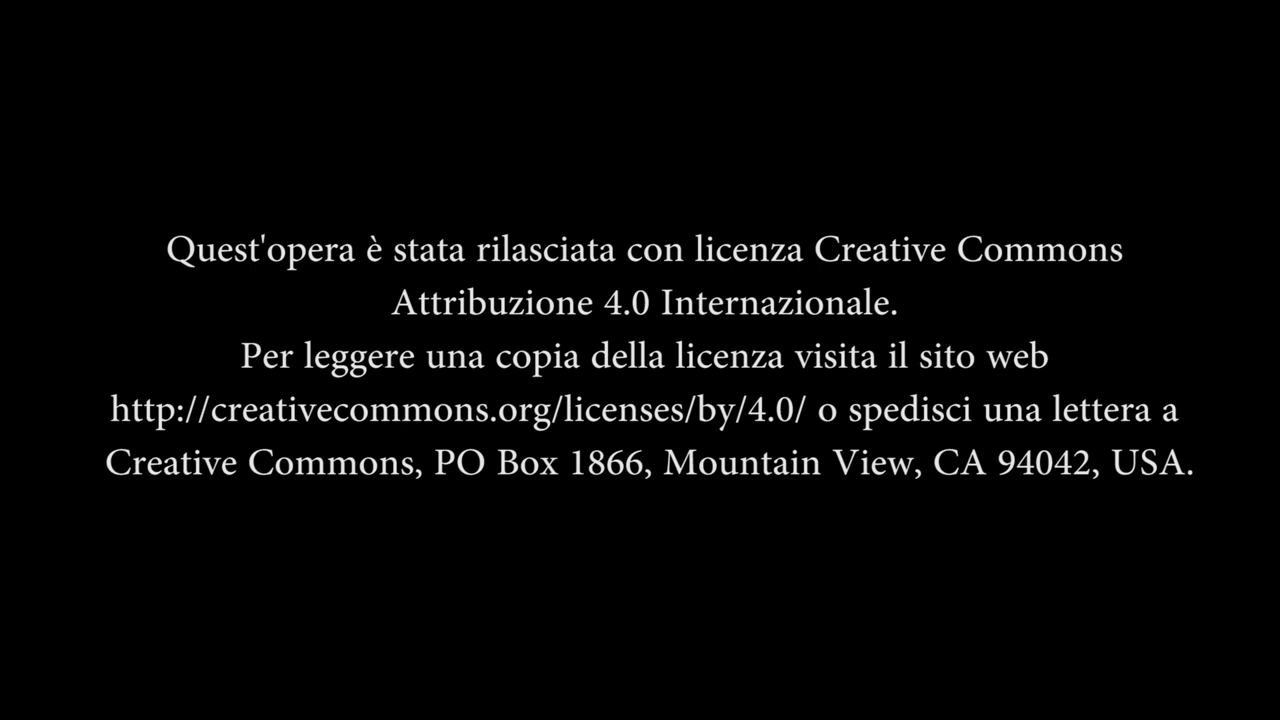 Quest'opera è stata rilasciata con licenza Creative Commons
Attribuzione 4.0 Internazionale.
Per leggere una copia della licenza visita il sito web
http://creativecommons.org/licenses/by/4.0/ o spedisci una lettera a
Creative Commons, PO Box 1866, Mountain View, CA 94042, USA.